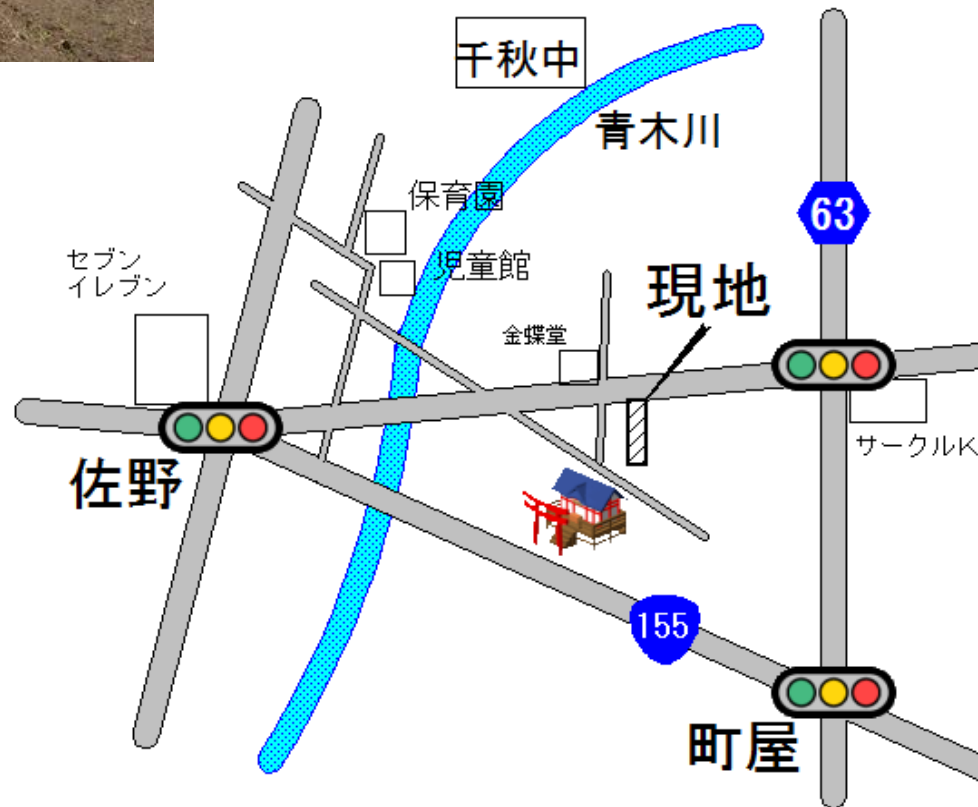 千秋中
青木川
保育園
63
セブン
イレブン
児童館
現地
金蝶堂
サークルK
佐野
155
町屋